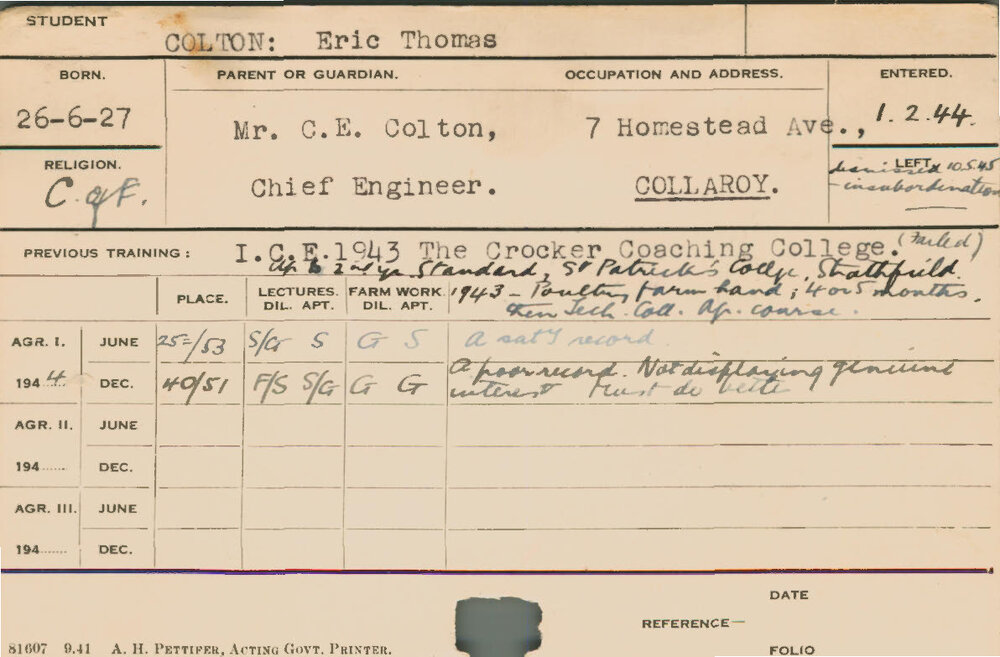 STUDENT
COLTON: Eric Thomas
BORN. PARENT OR GUARDIAN. OCCUPATION AND ADDRESS. ENTERED.
26-6-27 Mr. C.E. Colton, 7 Homestead Ave., 1.2.44.
RELIGION. LEFT
C. of E. Chief Engineer. COLLAROY. dismissed 10.5.45
- insubordination
PREVIOUS TRAINING: I.C.E.1943 The Crocker Coaching College. (Failed)
Up to 2nd yr. Standard, St Patrick's College, Strathfield.
PLACE. LECTURES. DIL. APT. FARM WORK. DIL. APT. 1943 - Poultry farm hand; 4 or 5 months,
then Tech. Coll. Ag. course.
AGR. I. JUNE 25=/53 S/G S G S A sat'y record.
1944. DEC. 40/51 F/S S/G G G A poor record. Not displaying genuine
interest Must do better
AGR. II. JUNE
194...... DEC.
AGR. III. JUNE
194....... DEC.
DATE
REFERENCE—
81607 9.41 A. H. PETTIFER, ACTING GOVT. PRINTER. FOLIO